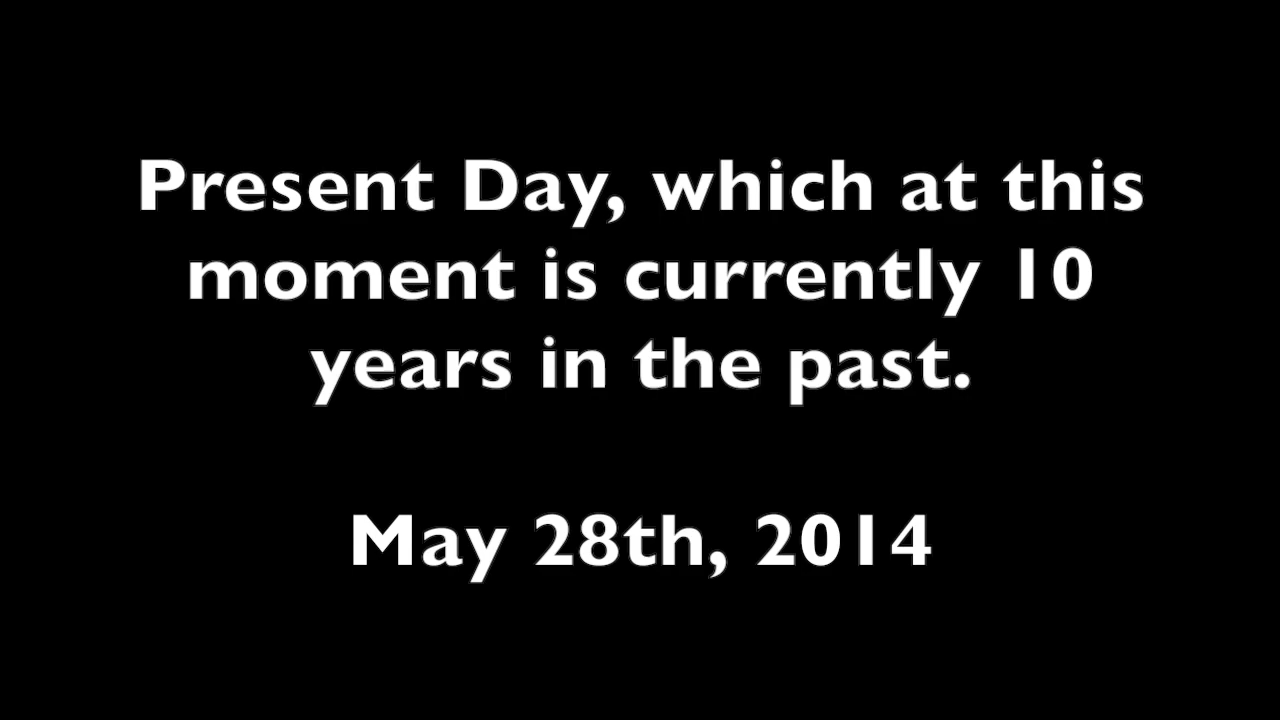 Present Day, which at this
moment is currently 10
years in the past.
May 28th, 2014